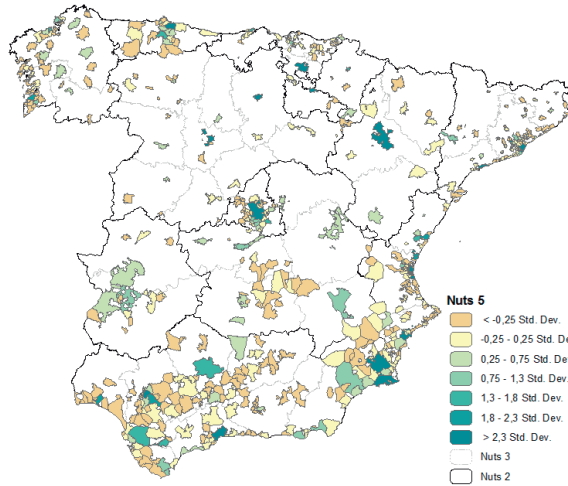 Nuts 5
< -0,25 Std. Dev.
-0,25 - 0,25 Std. De
0,25 - 0,75 Std. Dev.
0,75 - 1,3 Std. Dev.
1,3 - 1,8 Std. Dev.
1,8 - 2,3 Std. Dev.
> 2,3 Std. Dev.
Nuts 3
Nuts 2